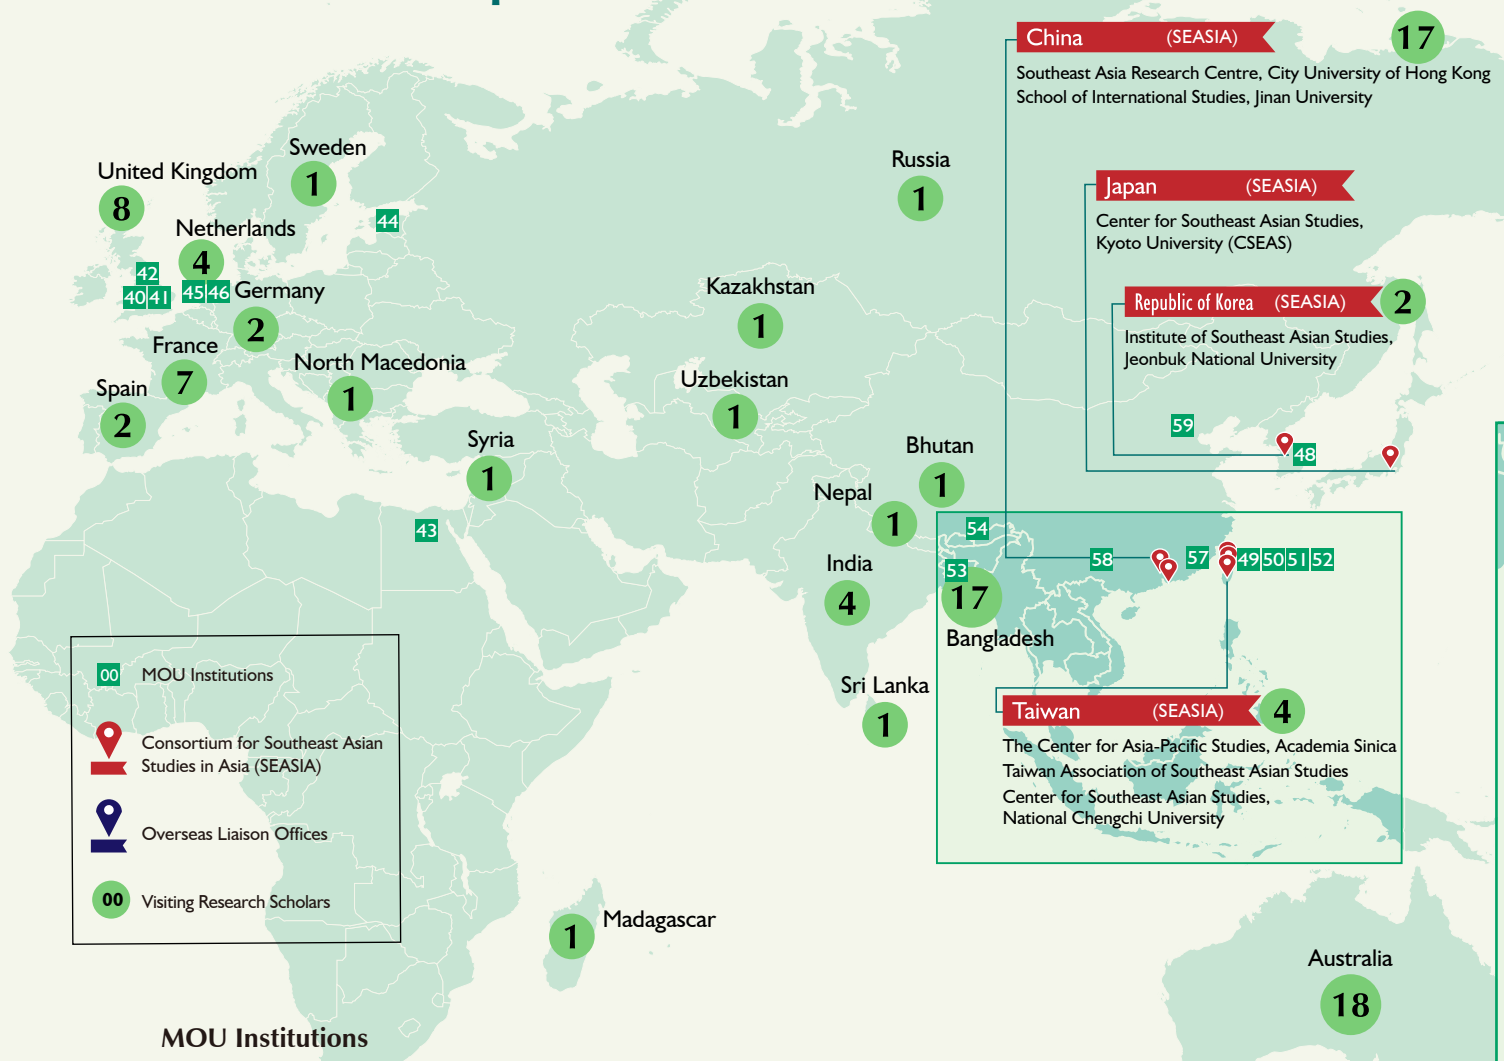 China (SEASIA) 17
Southeast Asia Research Centre, City University of Hong Kong
School of International Studies, Jinan University
Sweden
1
United Kingdom
8
Russia
1
Japan (SEASIA)
Center for Southeast Asian Studies,
Kyoto University (CSEAS)
44
Netherlands
4
42
40 41
45 46
Germany
2
Kazakhstan
1
Republic of Korea (SEASIA) 2
Institute of Southeast Asian Studies,
Jeonbuk National University
France
7
North Macedonia
1
Spain
2
Uzbekistan
1
59
48
Syria
1
Bhutan
1
Nepal
1
43
54
53
58
57
49 50 51 52
India
4
17
Bangladesh
Sri Lanka
1
Taiwan (SEASIA) 4
The Center for Asia-Pacific Studies, Academia Sinica
Taiwan Association of Southeast Asian Studies
Center for Southeast Asian Studies,
National Chengchi University
00 MOU Institutions
Consortium for Southeast Asian
Studies in Asia (SEASIA)
Overseas Liaison Offices
00 Visiting Research Scholars
Madagascar
1
Australia
18
MOU Institutions